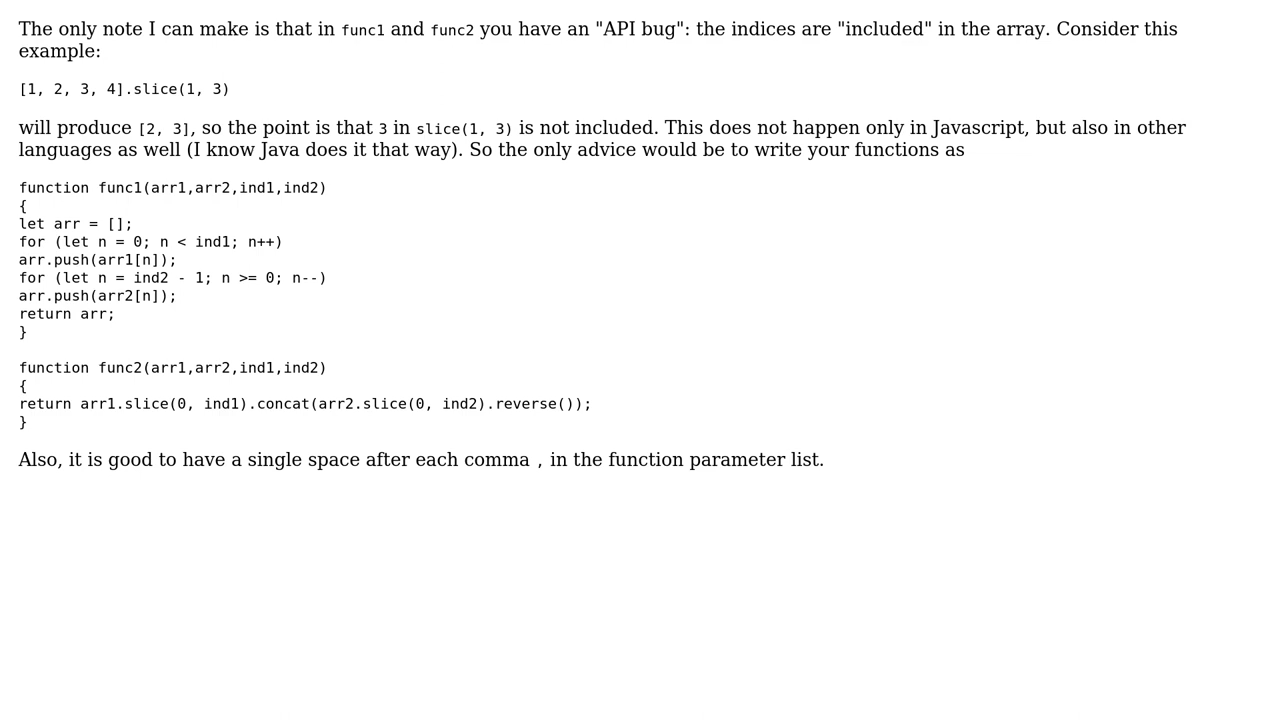 The only note I can make is that in func1 and func2 you have an "API bug": the indices are "included" in the array. Consider this
example:
[1, 2, 3, 4].slice(1, 3)
will produce [2, 3], so the point is that 3 in slice(1, 3) is not included. This does not happen only in Javascript, but also in other
languages as well (I know Java does it that way). So the only advice would be to write your functions as
function func1(arr1,arr2,ind1,ind2)
{
let arr = [];
for (let n = 0; n < ind1; n++)
arr.push(arr1[n]);
for (let n = ind2 - 1; n >= 0; n--)
arr.push(arr2[n]);
return arr;
}
function func2(arr1,arr2,ind1,ind2)
{
return arr1.slice(0, ind1).concat(arr2.slice(0, ind2).reverse());
}
Also, it is good to have a single space after each comma , in the function parameter list.